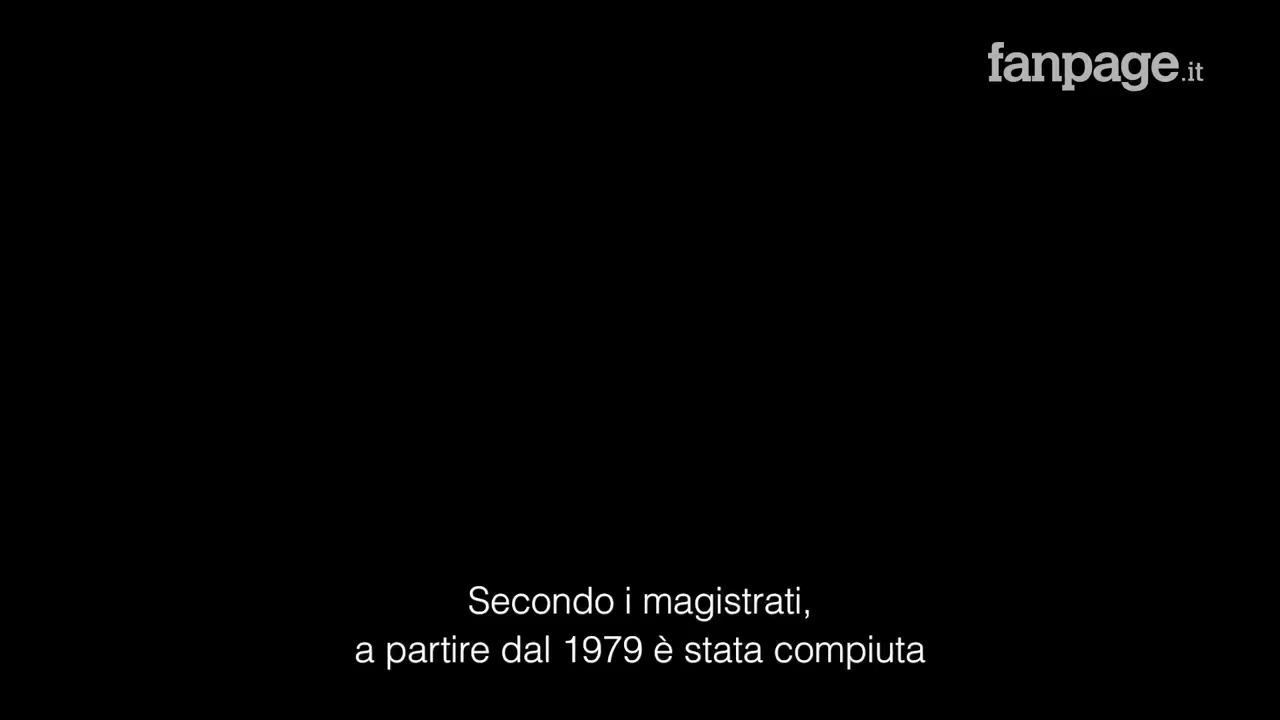 fanpage.it
Secondo i magistrati,
a partire dal 1979 è stata compiuta